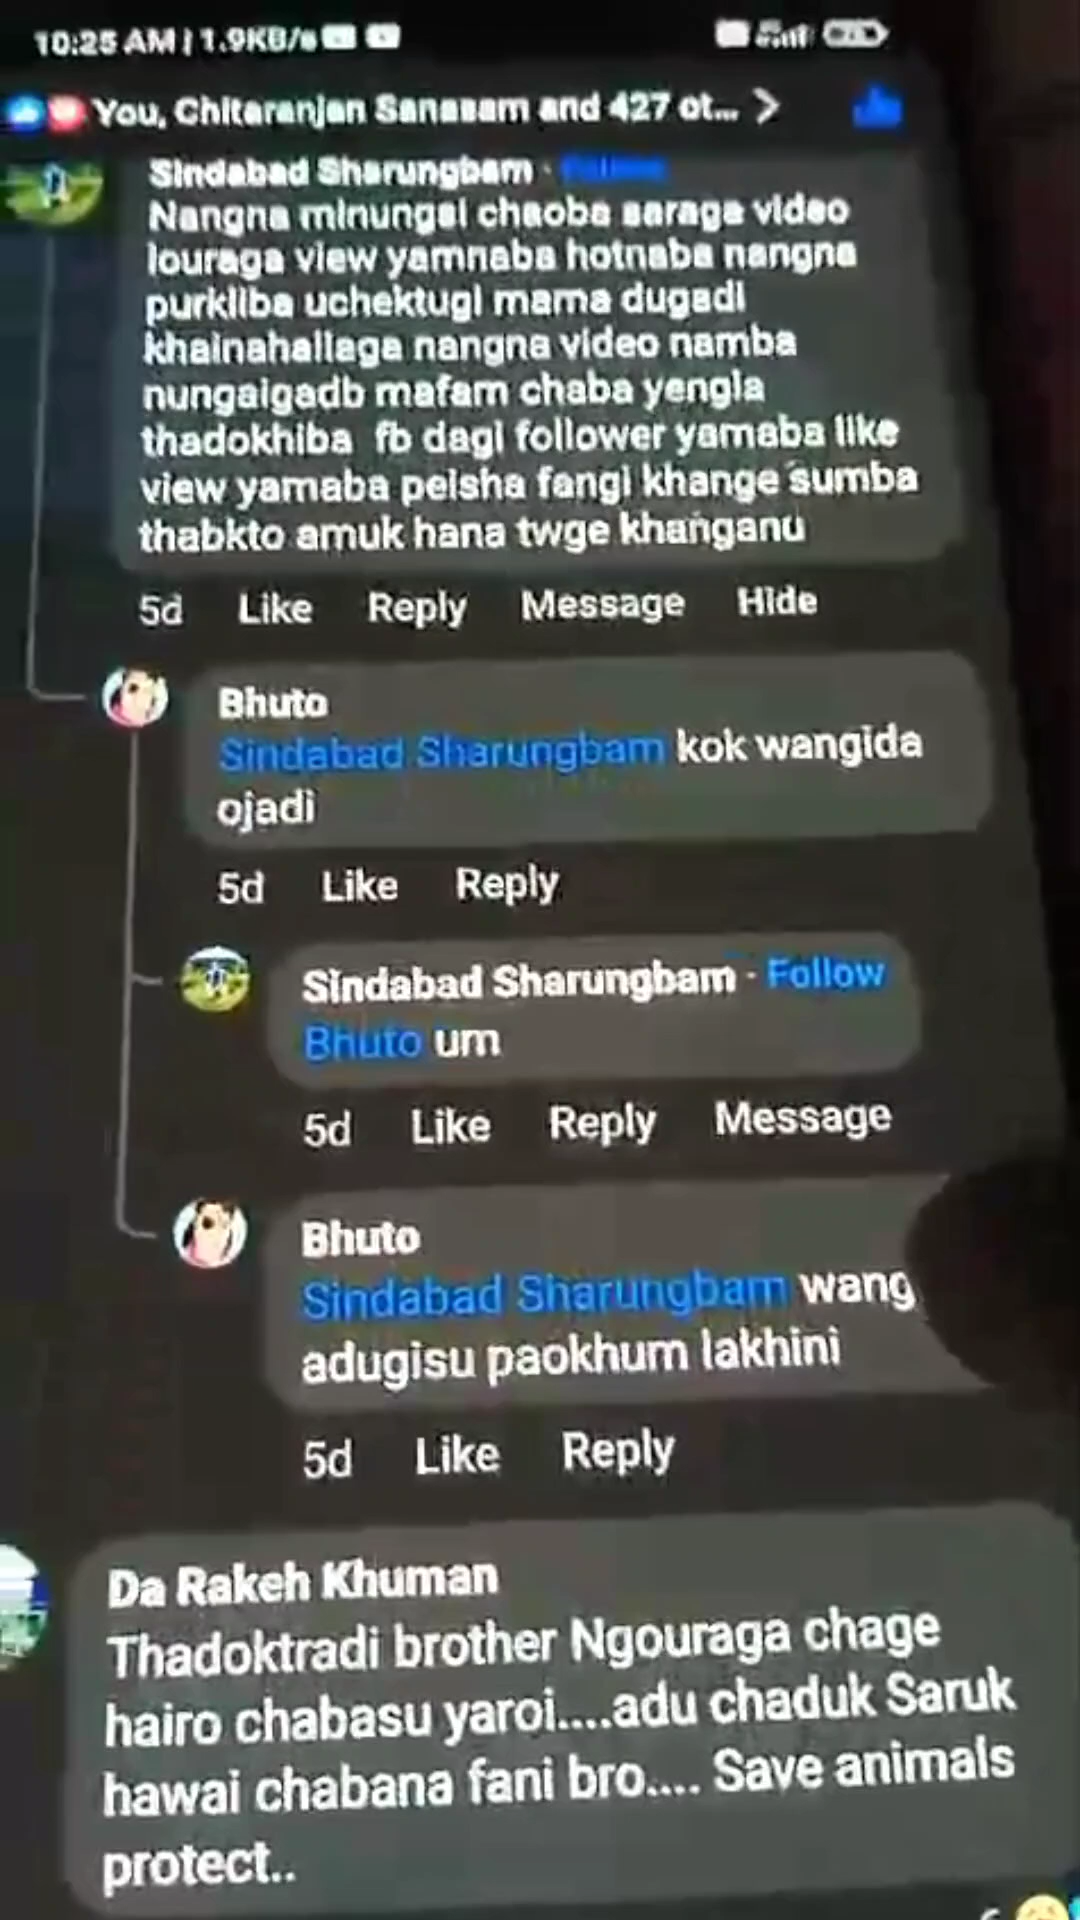 10:25 AM | 1.9KB/s
You, Chitaranjan Sanasam and 427 ot... >
Sindabad Sharungbam · Follow
Nangna minungsi chaoba saraga video
louraga view yamnaba hotnaba nangna
purkliba uchektugi mama dugadi
khainahallaga nangna video namba
nungaigadb mafam chaba yengla
thadokhiba fb dagi follower yamaba like
view yamaba peisha fangi khange sumba
thabkto amuk hana twge khanganu
5d Like Reply Message Hide
Bhuto
Sindabad Sharungbam kok wangida
ojadi
5d Like Reply
Sindabad Sharungbam · Follow
Bhuto um
5d Like Reply Message
Bhuto
Sindabad Sharungbam wang
adugisu paokhum lakhini
5d Like Reply
Da Rakeh Khuman
Thadoktradi brother Ngouraga chage
hairo chabasu yaroi....adu chaduk Saruk
hawai chabana fani bro.... Save animals
protect..